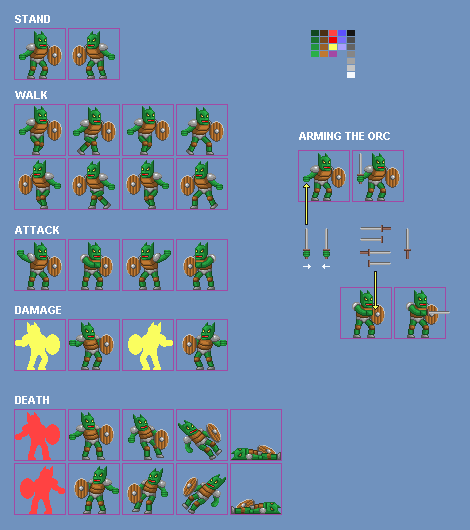 STAND
WALK
ARMING THE ORC
ATTACK
DAMAGE
DEATH